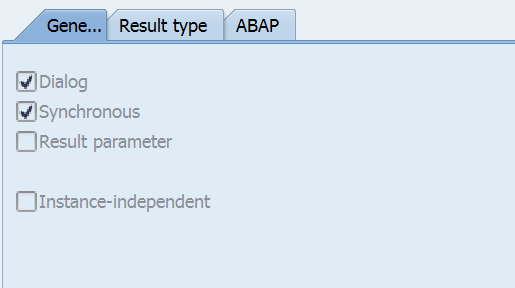 Gene... Result type ABAP
Dialog
Synchronous
Result parameter
Instance-independent